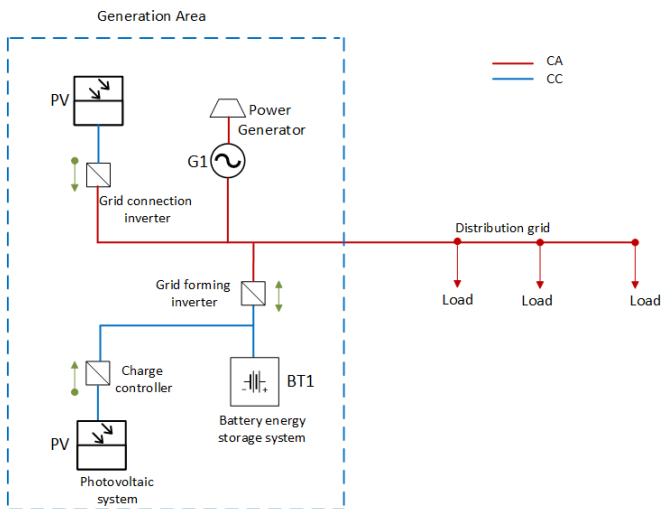 Generation Area
CA
CC
PV
Power
Generator
G1
Grid connection
inverter
Distribution grid
Load
Load
Load
Grid forming
inverter
Charge
controller
BT1
- +
Battery energy
storage system
PV
Photovoltaic
system